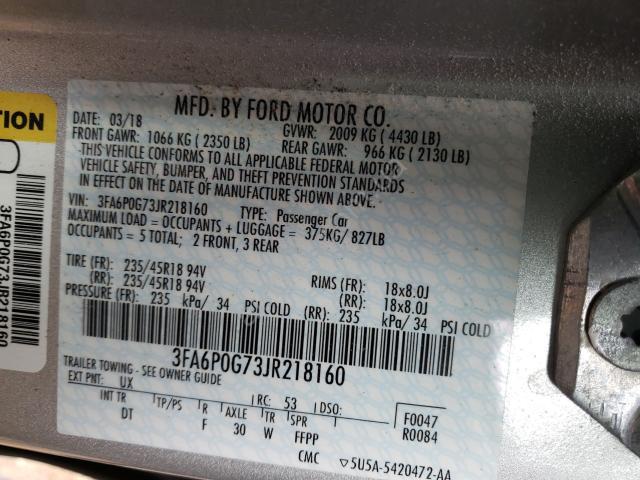 MFD. BY FORD MOTOR CO.
DATE: 03/18 GVWR: 2009 KG ( 4430 LB)
FRONT GAWR: 1066 KG ( 2350 LB) REAR GAWR: 966 KG ( 2130 LB)
THIS VEHICLE CONFORMS TO ALL APPLICABLE FEDERAL MOTOR
VEHICLE SAFETY, BUMPER, AND THEFT PREVENTION STANDARDS
IN EFFECT ON THE DATE OF MANUFACTURE SHOWN ABOVE.
VIN: 3FA6P0G73JR218160 TYPE: Passenger Car
MAXIMUM LOAD = OCCUPANTS + LUGGAGE = 375KG/ 827LB
OCCUPANTS = 5 TOTAL; 2 FRONT, 3 REAR
TIRE (FR): 235/45R18 94V RIMS (FR): 18x8.0J
(RR): 235/45R18 94V (RR): 18x8.0J
PRESSURE (FR): 235 kPa/ 34 PSI COLD (RR): 235 kPa/ 34 PSI COLD
3FA6P0G73JR218160
TRAILER TOWING - SEE OWNER GUIDE
EXT PNT: UX RC: 53 DSO:
INT TR TP/PS R AXLE TR SPR F0047
DT F 30 W FFPP R0084
CMC ▽5U5A-5420472-AA
TION
3FA6P0G73JR218160